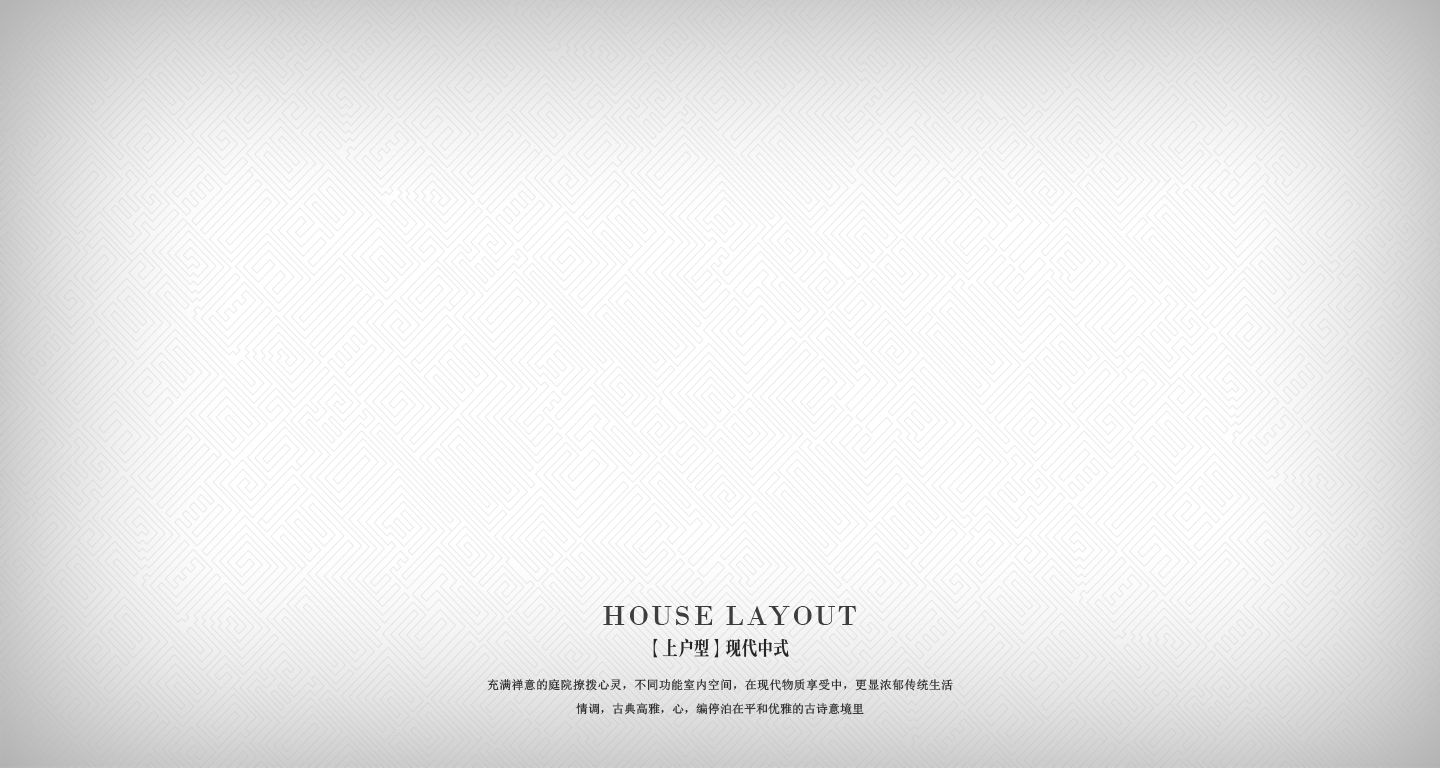 HOUSE LAYOUT
【上户型】现代中式
充满禅意的庭院撩拨心灵，不同功能室内空间，在现代物质享受中，更显浓郁传统生活
情调，古典高雅，心，编停泊在平和优雅的古诗意境里